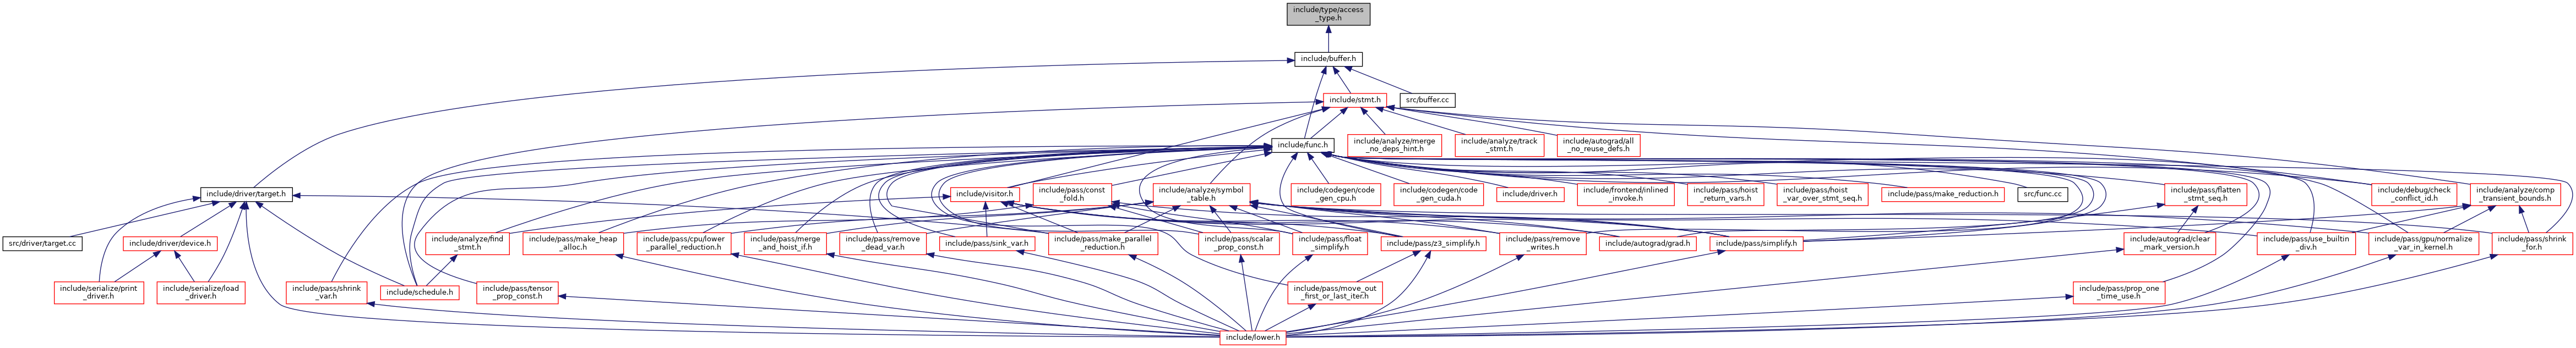 include/type/access
_type.h
include/buffer.h
include/stmt.h
src/buffer.cc
include/func.h
include/analyze/merge
_no_deps_hint.h
include/analyze/track
_stmt.h
include/autograd/all
_no_reuse_defs.h
include/driver/target.h
include/visitor.h
include/pass/const
_fold.h
include/analyze/symbol
_table.h
include/codegen/code
_gen_cpu.h
include/codegen/code
_gen_cuda.h
include/driver.h
include/frontend/inlined
_invoke.h
include/pass/hoist
_return_vars.h
include/pass/hoist
_var_over_stmt_seq.h
include/pass/make_reduction.h
src/func.cc
include/pass/flatten
_stmt_seq.h
include/debug/check
_conflict_id.h
include/analyze/comp
_transient_bounds.h
src/driver/target.cc
include/driver/device.h
include/analyze/find
_stmt.h
include/pass/make_heap
_alloc.h
include/pass/cpu/lower
_parallel_reduction.h
include/pass/merge
_and_hoist_if.h
include/pass/remove
_dead_var.h
include/pass/sink_var.h
include/pass/make_parallel
_reduction.h
include/pass/scalar
_prop_const.h
include/pass/float
_simplify.h
include/pass/z3_simplify.h
include/pass/remove
_writes.h
include/autograd/grad.h
include/pass/simplify.h
include/autograd/clear
_mark_version.h
include/pass/use_builtin
_div.h
include/pass/gpu/normalize
_var_in_kernel.h
include/pass/shrink
_for.h
include/serialize/print
_driver.h
include/serialize/load
_driver.h
include/pass/shrink
_var.h
include/schedule.h
include/pass/tensor
_prop_const.h
include/pass/move_out
_first_or_last_iter.h
include/pass/prop_one
_time_use.h
include/lower.h